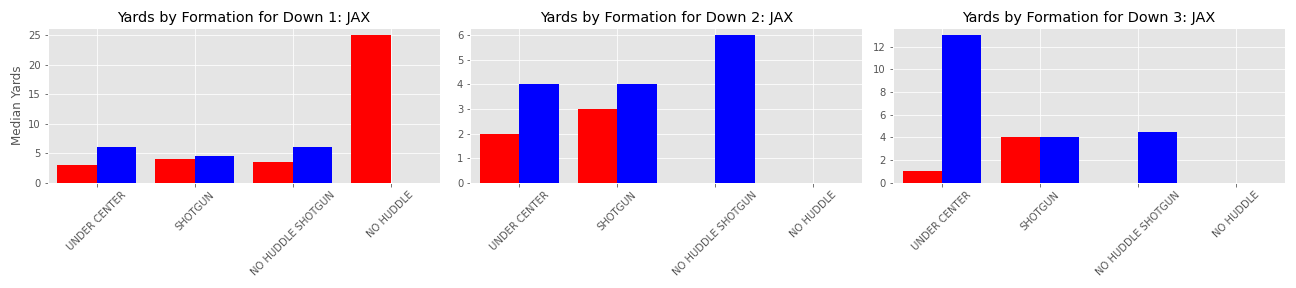 Yards by Formation for Down 1: JAX
Median Yards
25
20
15
10
5
0
UNDER CENTER
SHOTGUN
NO HUDDLE SHOTGUN
NO HUDDLE
Yards by Formation for Down 2: JAX
6
5
4
3
2
1
0
UNDER CENTER
SHOTGUN
NO HUDDLE SHOTGUN
NO HUDDLE
Yards by Formation for Down 3: JAX
12
10
8
6
4
2
0
UNDER CENTER
SHOTGUN
NO HUDDLE SHOTGUN
NO HUDDLE